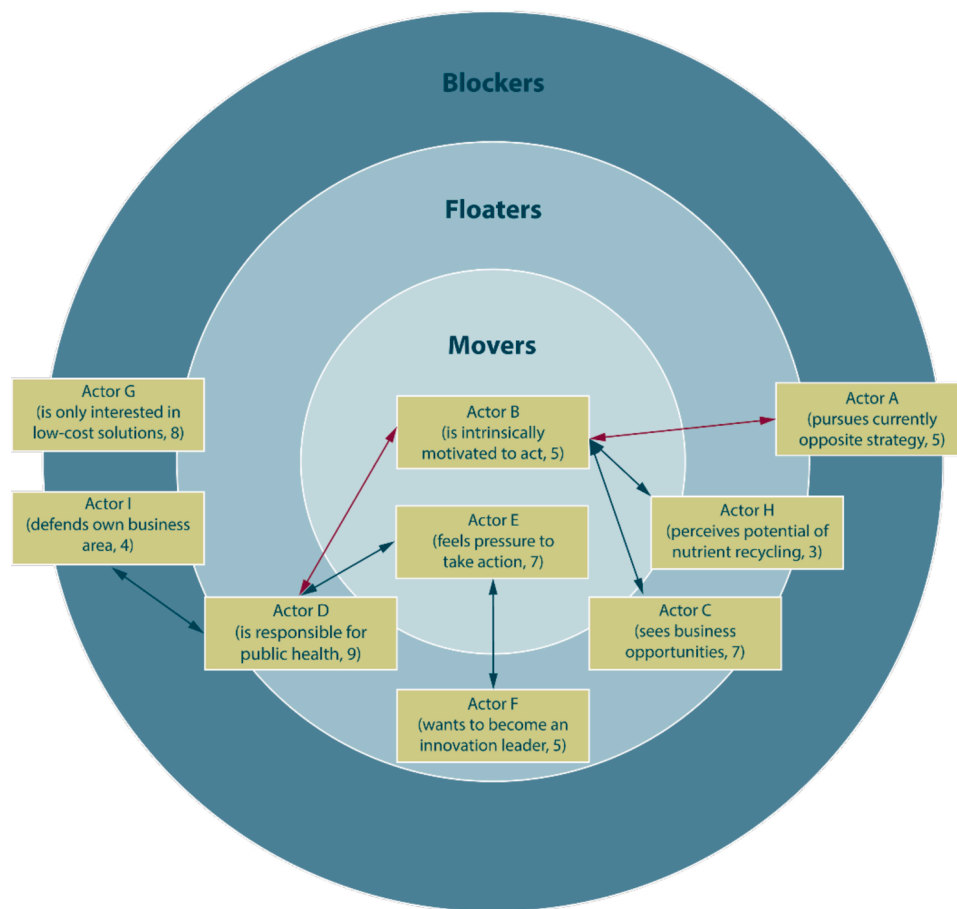 Blockers
Floaters
Movers
Actor G
(is only interested in
low-cost solutions, 8)
Actor B
(is intrinsically
motivated to act, 5)
Actor A
(pursues currently
opposite strategy, 5)
Actor I
(defends own business
area, 4)
Actor E
(feels pressure to
take action, 7)
Actor H
(perceives potential of
nutrient recycling, 3)
Actor D
(is responsible for
public health, 9)
Actor C
(sees business
opportunities, 7)
Actor F
(wants to become an
innovation leader, 5)